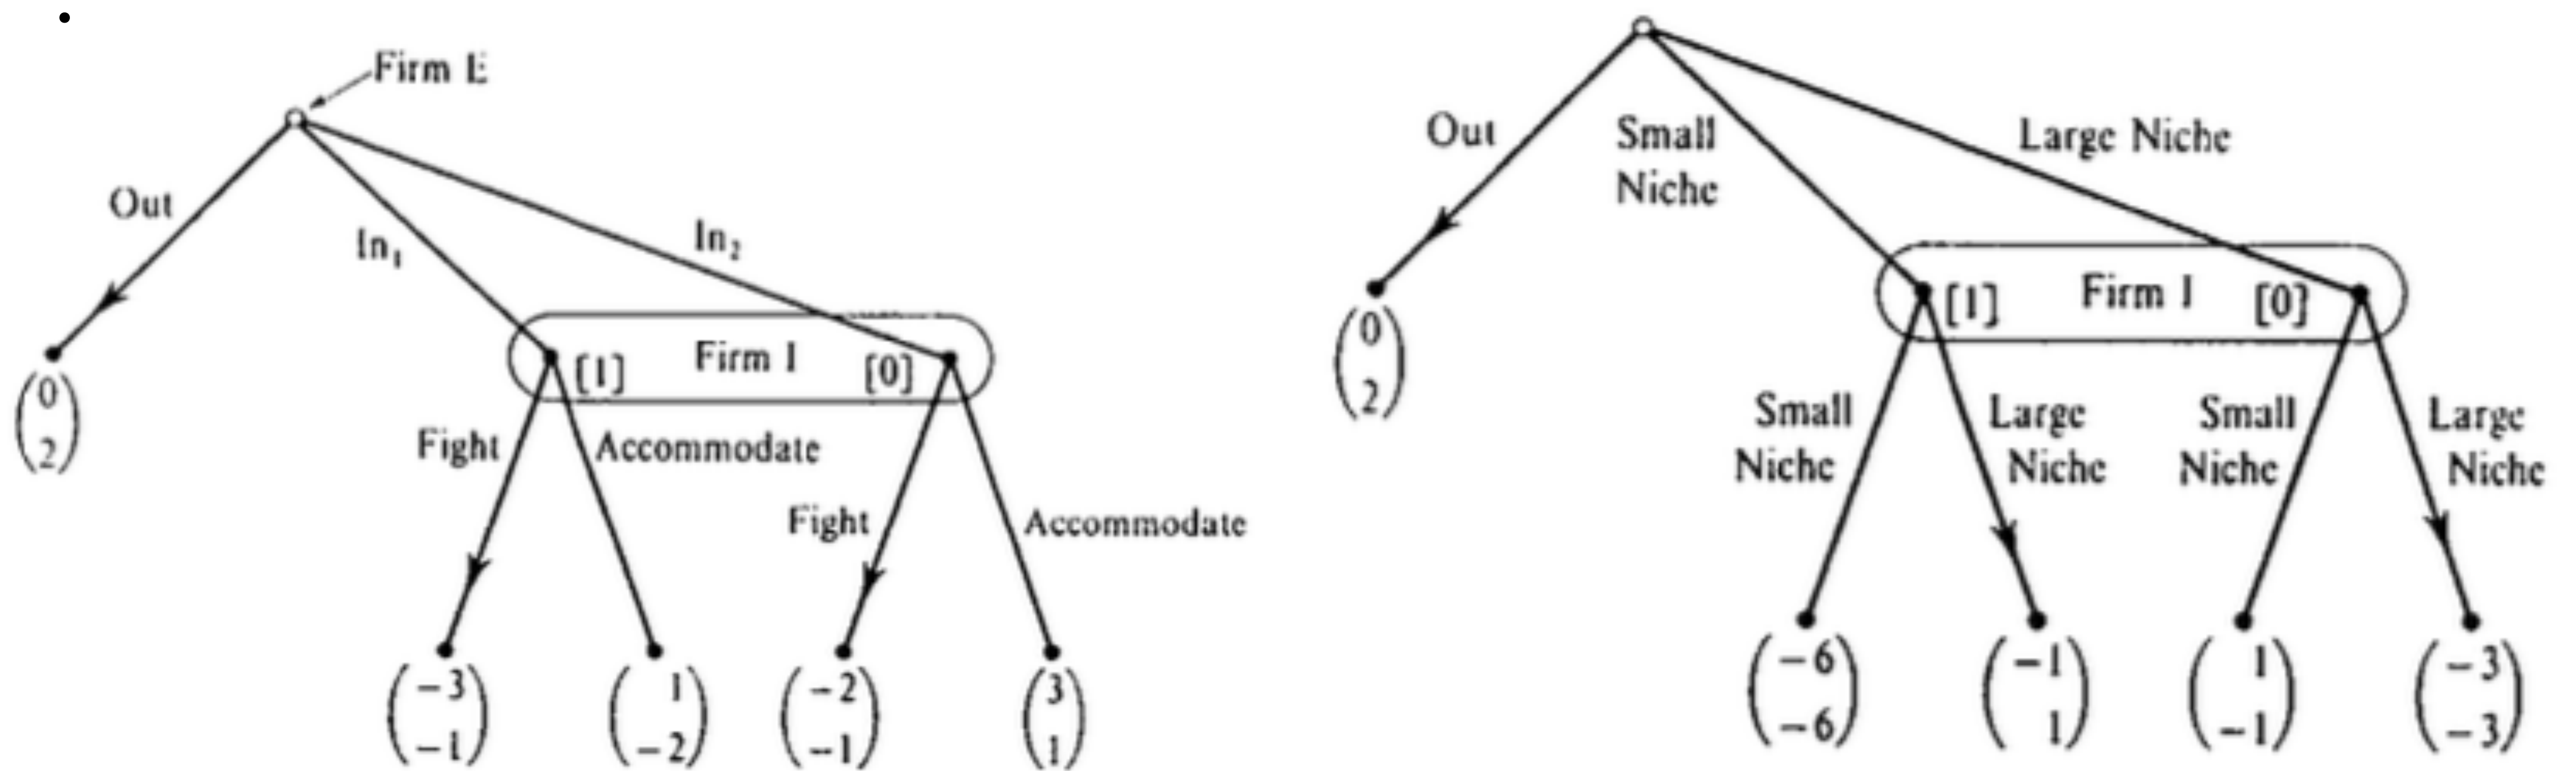 •
Firm E
Out
In₁
In₂
[1] Firm I [0]
Fight
Accommodate
Fight
Accommodate
0
2
-3
-1
1
-2
-2
-1
3
1
Out
Small
Niche
Large Niche
[1] Firm I [0]
0
2
Small
Niche
Large
Niche
Small
Niche
Large
Niche
-6
-6
-1
1
1
-1
-3
-3